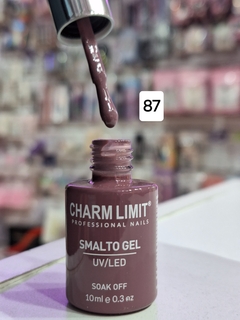 87
CHARM LIMIT®
PROFESSIONAL NAILS
SMALTO GEL
UV/LED
SOAK OFF
10ml e 0.3 oz